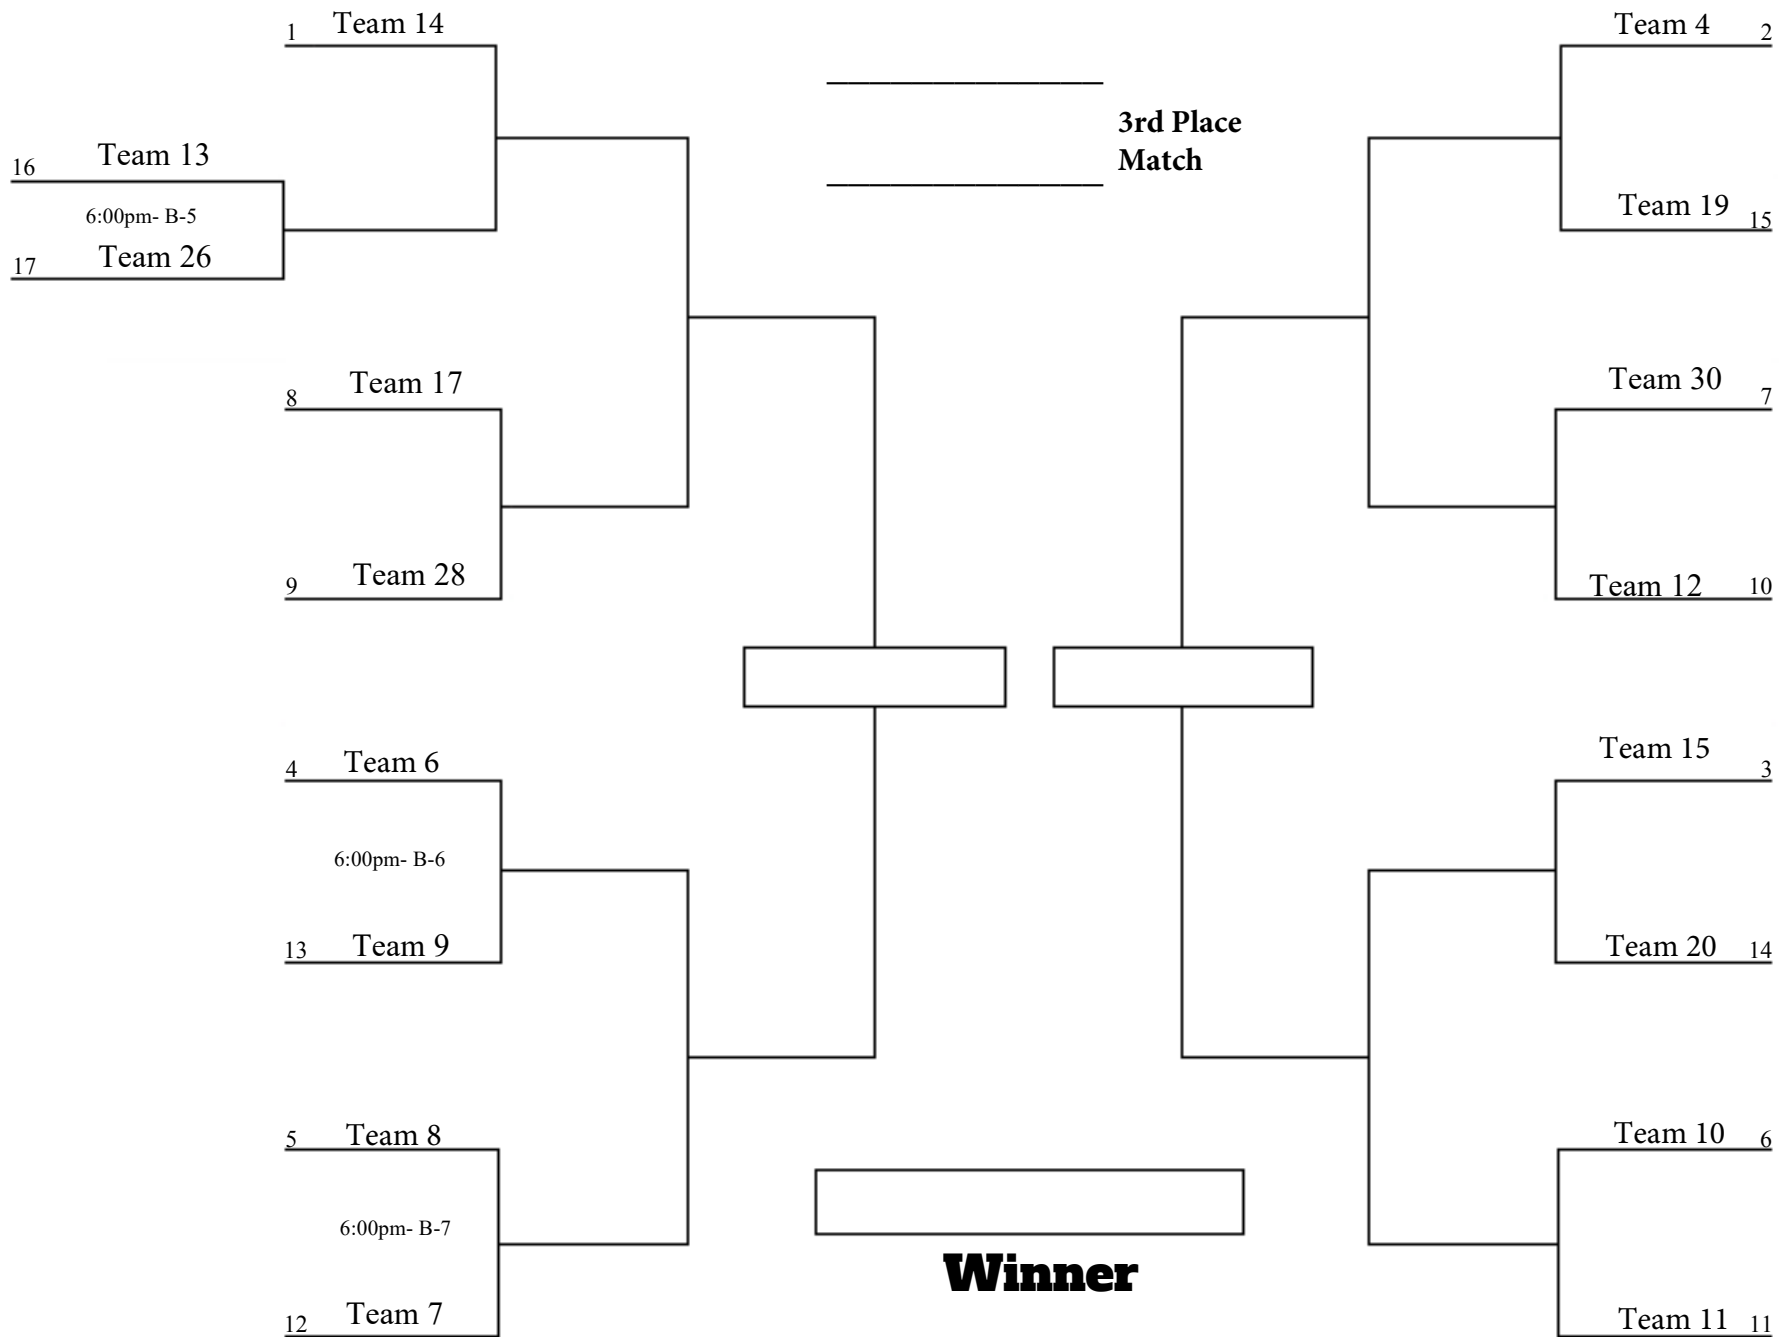 1 Team 14
16 Team 13
6:00pm- B-5
17 Team 26
8 Team 17
9 Team 28
4 Team 6
6:00pm- B-6
13 Team 9
5 Team 8
6:00pm- B-7
12 Team 7
3rd Place
Match
Winner
Team 4 2
Team 19 15
Team 30 7
Team 12 10
Team 15 3
Team 20 14
Team 10 6
Team 11 11